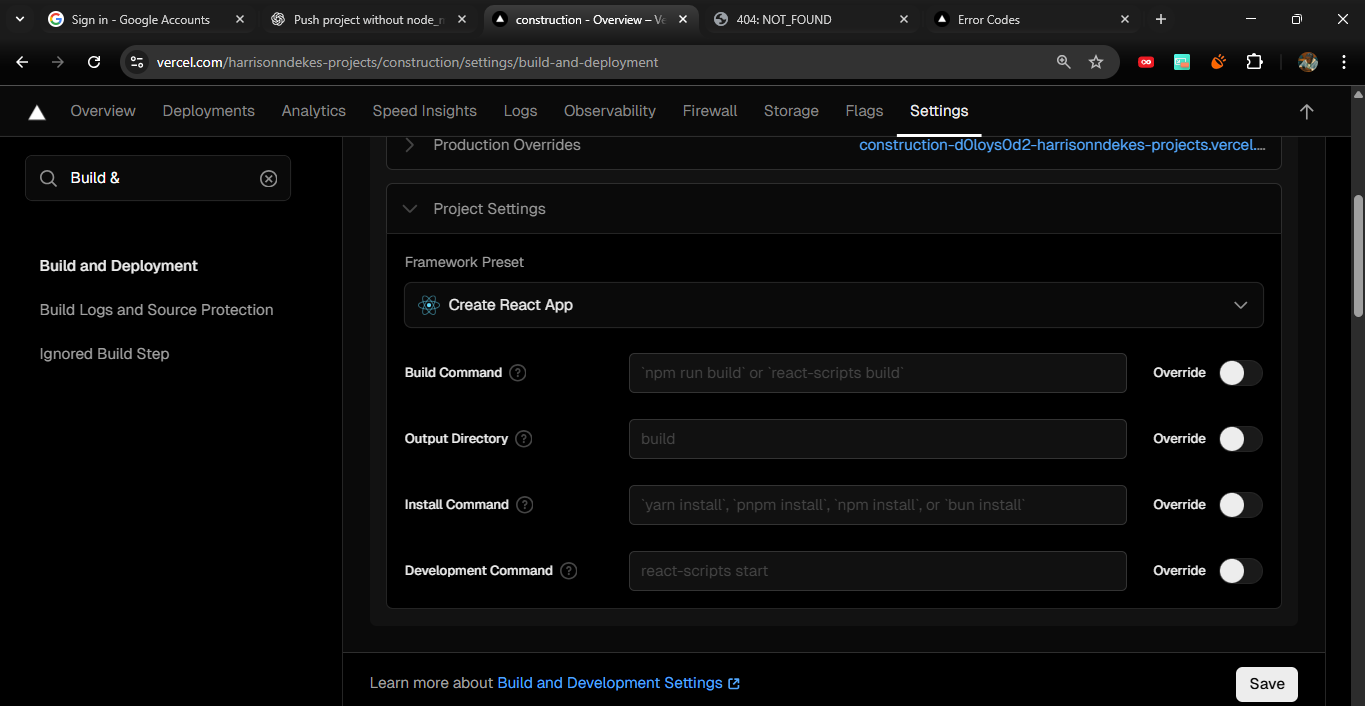 Sign in - Google Accounts
Push project without node_m
construction - Overview – Ve
404: NOT_FOUND
Error Codes
vercel.com/harrisonndekes-projects/construction/settings/build-and-deployment
Overview
Deployments
Analytics
Speed Insights
Logs
Observability
Firewall
Storage
Flags
Settings
Build &
Build and Deployment
Build Logs and Source Protection
Ignored Build Step
Production Overrides
construction-d0loys0d2-harrisonndekes-projects.vercel....
Project Settings
Framework Preset
Create React App
Build Command ?
`npm run build` or `react-scripts build`
Override
Output Directory ?
build
Override
Install Command ?
`yarn install`, `pnpm install`, `npm install`, or `bun install`
Override
Development Command ?
react-scripts start
Override
Learn more about Build and Development Settings
Save